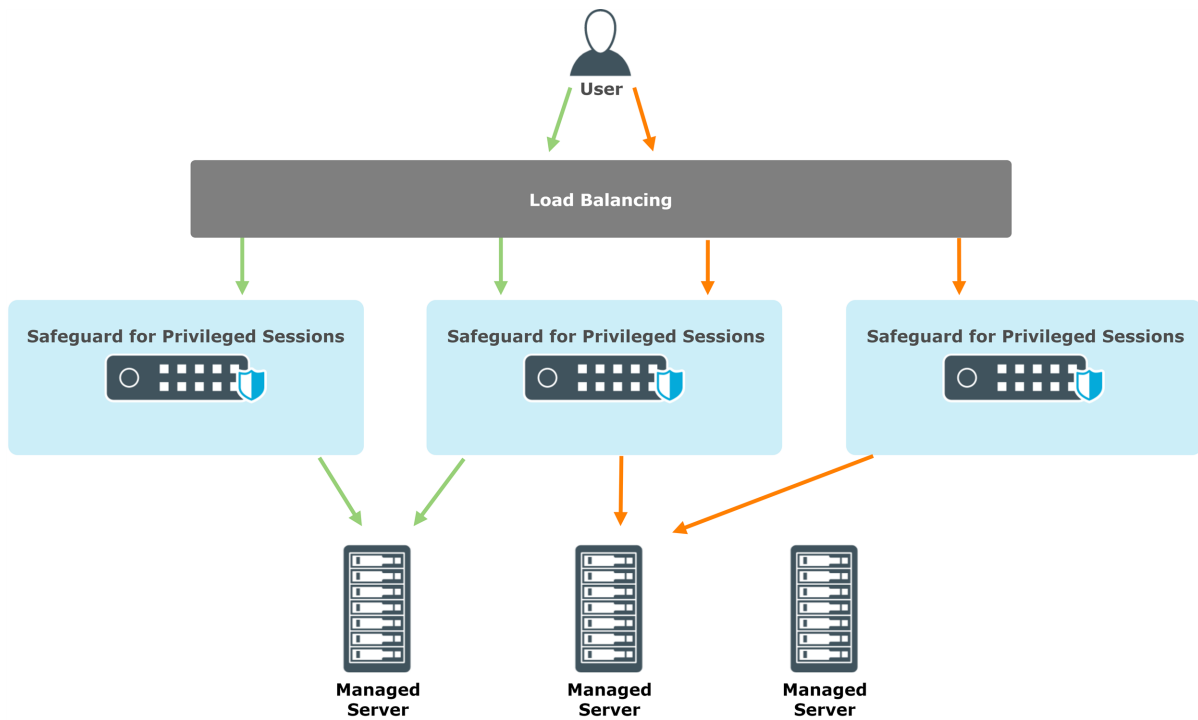 User
Load Balancing
Safeguard for Privileged Sessions
Safeguard for Privileged Sessions
Safeguard for Privileged Sessions
Managed
Server
Managed
Server
Managed
Server